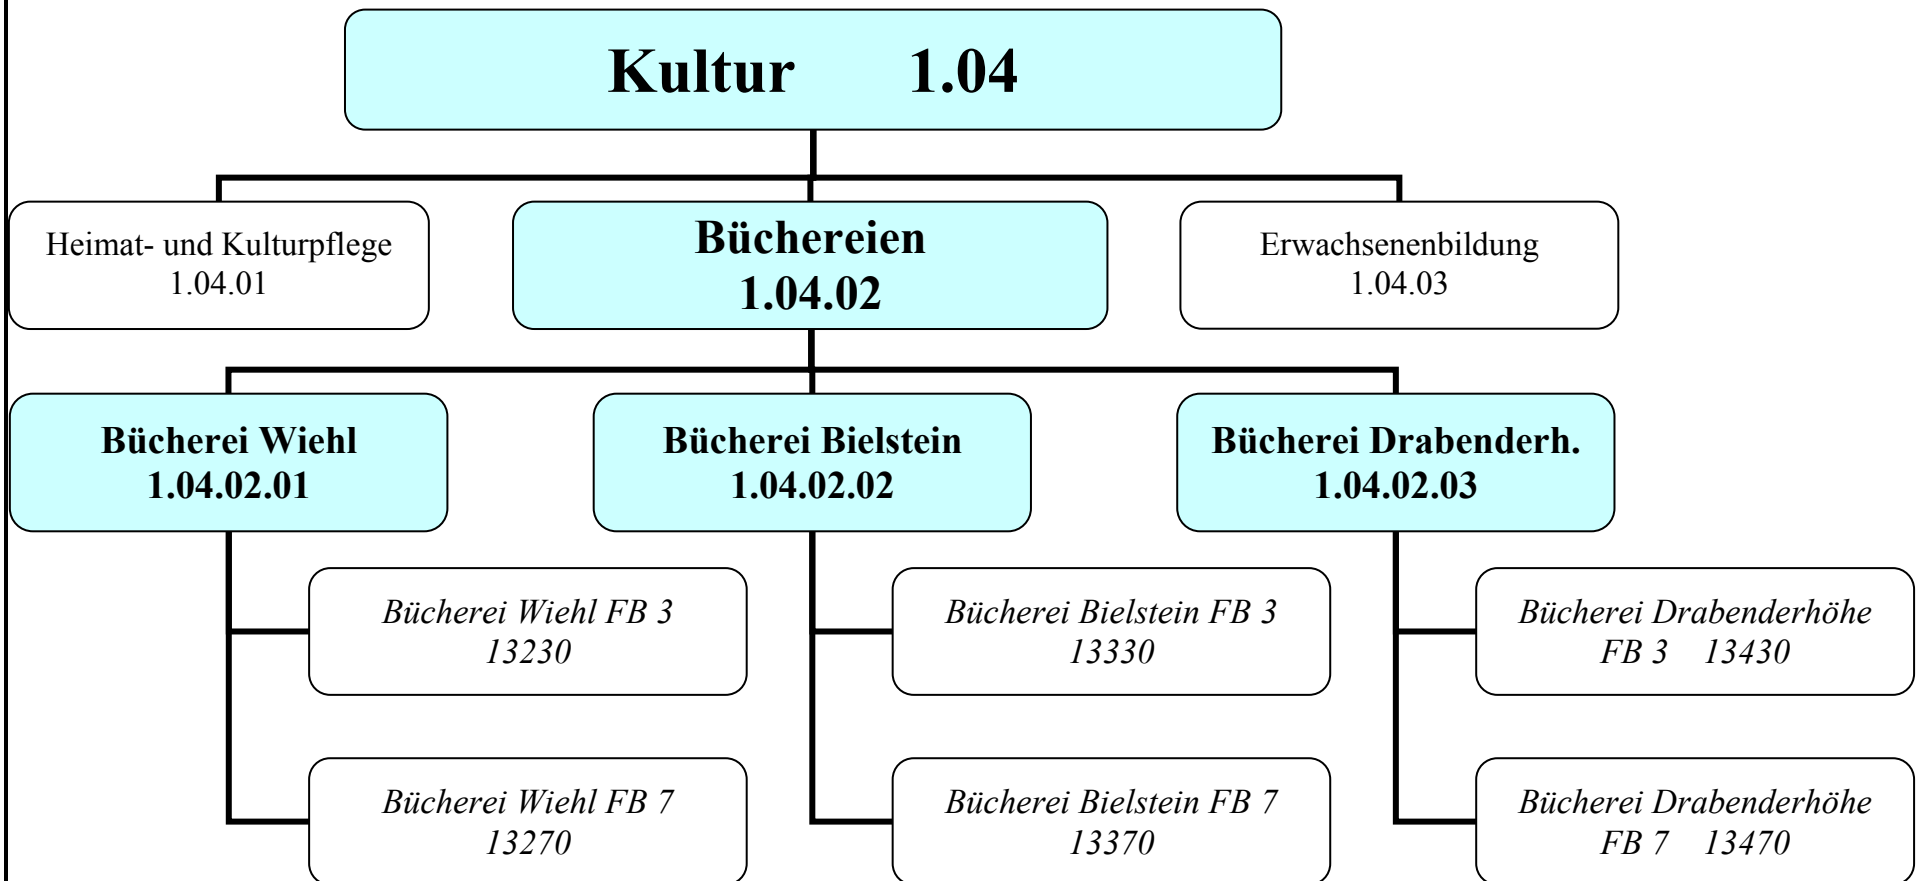 Kultur 1.04
Heimat- und Kulturpflege
1.04.01
Büchereien
1.04.02
Erwachsenenbildung
1.04.03
Bücherei Wiehl
1.04.02.01
Bücherei Bielstein
1.04.02.02
Bücherei Drabenderh.
1.04.02.03
Bücherei Wiehl FB 3
13230
Bücherei Bielstein FB 3
13330
Bücherei Drabenderhöhe
FB 3 13430
Bücherei Wiehl FB 7
13270
Bücherei Bielstein FB 7
13370
Bücherei Drabenderhöhe
FB 7 13470